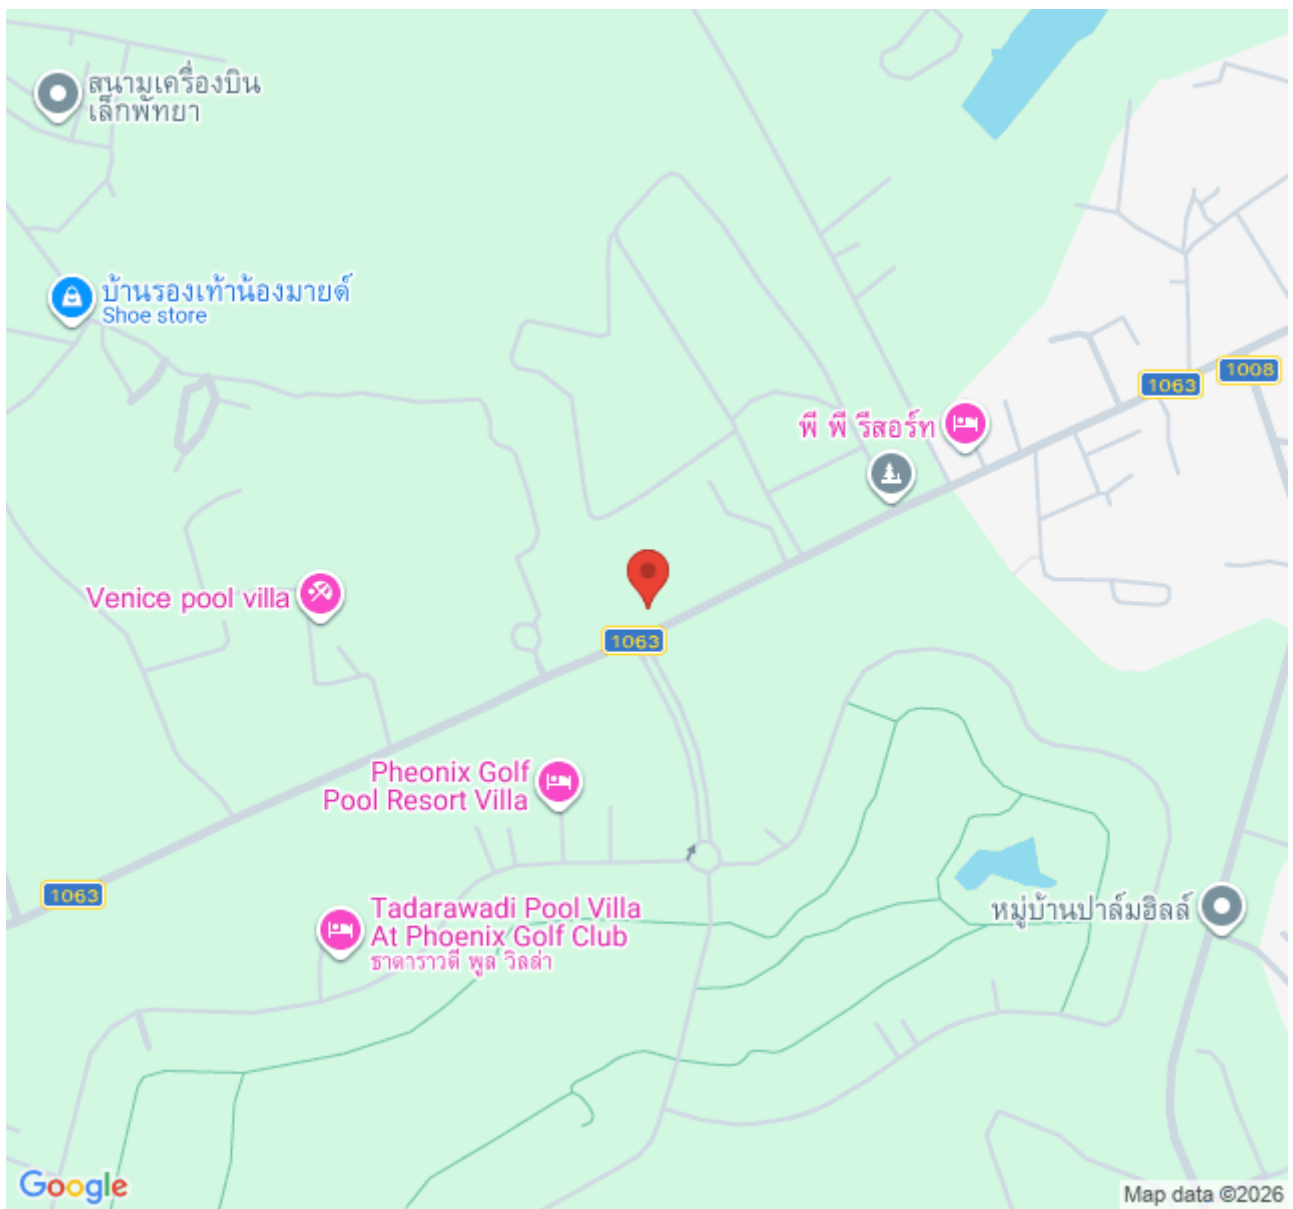 สนามเครื่องบิน
เล็กพัทยา
บ้านรองเท้าน้องมายด์
Shoe store
1008
1063
พี พี รีสอร์ท
Venice pool villa
1063
Pheonix Golf
Pool Resort Villa
1063
Tadarawadi Pool Villa
At Phoenix Golf Club
ธาดาราวดี พูล วิลล่า
หมู่บ้านปาล์มฮิลล์
Google
Map data ©2026